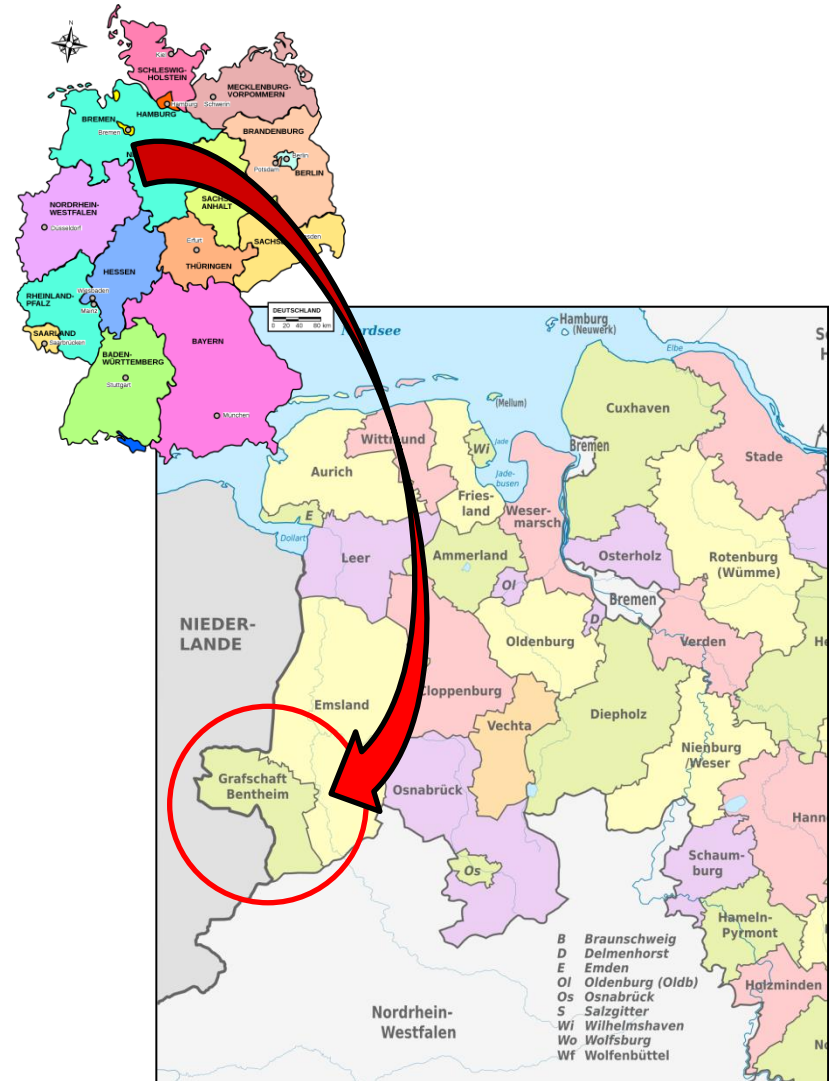 N
Kiel
SCHLESWIG-
HOLSTEIN
MECKLENBURG-
VORPOMMERN
Hamburg
Schwerin
BREMEN
HAMBURG
Bremen
BRANDENBURG
Berlin
Potsdam
BERLIN
SACHS
ANHALT
NORDRHEIN-
WESTFALEN
Düsseldorf
Erfurt
THÜRINGEN
SACHS
HESSEN
Wiesbaden
Mainz
RHEINLAND-
PFALZ
SAARLAND
Saarbrücken
BADEN-
WÜRTTEMBERG
Stuttgart
BAYERN
München
DEUTSCHLAND
0 20 40 80 km
Nordsee
Hamburg
(Neuwerk)
Elbe
(Mellum)
Cuxhaven
Stade
Wittmund
Wi
Jade
Bremen
Aurich
Jade-
busen
Fries-
land
Weser-
marsch
E
Dollart
Leer
Ammerland
Osterholz
Rotenburg
(Wümme)
Ol
Bremen
D
NIEDER-
LANDE
Oldenburg
Verden
Emsland
Cloppenburg
Vechta
Diepholz
Nienburg
/Weser
Grafschaft
Bentheim
Osnabrück
Hann
Schaum-
burg
Os
Hameln-
Pyrmont
Holzminden
Nordrhein-
Westfalen
B Braunschweig
D Delmenhorst
E Emden
Ol Oldenburg (Oldb)
Os Osnabrück
S Salzgitter
Wi Wilhelmshaven
Wo Wolfsburg
Wf Wolfenbüttel